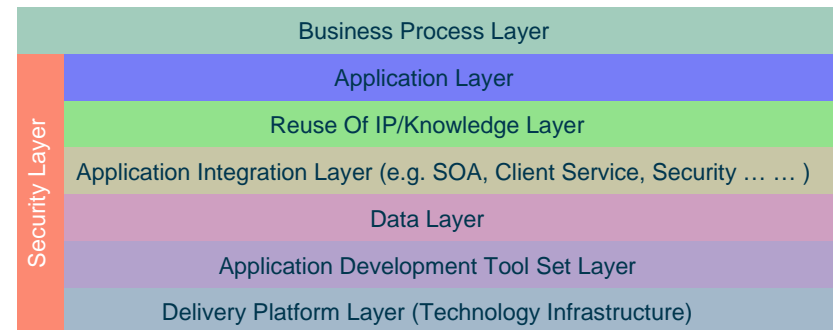 Business Process Layer
Security Layer
Application Layer
Reuse Of IP/Knowledge Layer
Application Integration Layer (e.g. SOA, Client Service, Security … … )
Data Layer
Application Development Tool Set Layer
Delivery Platform Layer (Technology Infrastructure)